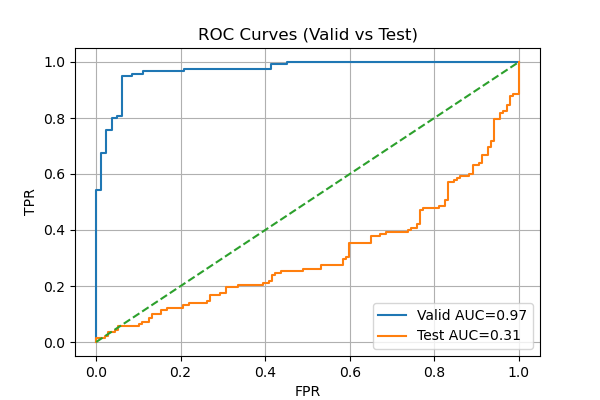 ROC Curves (Valid vs Test)
TPR
1.0
0.8
0.6
0.4
0.2
0.0
0.0 0.2 0.4 0.6 0.8 1.0
FPR
Valid AUC=0.97
Test AUC=0.31